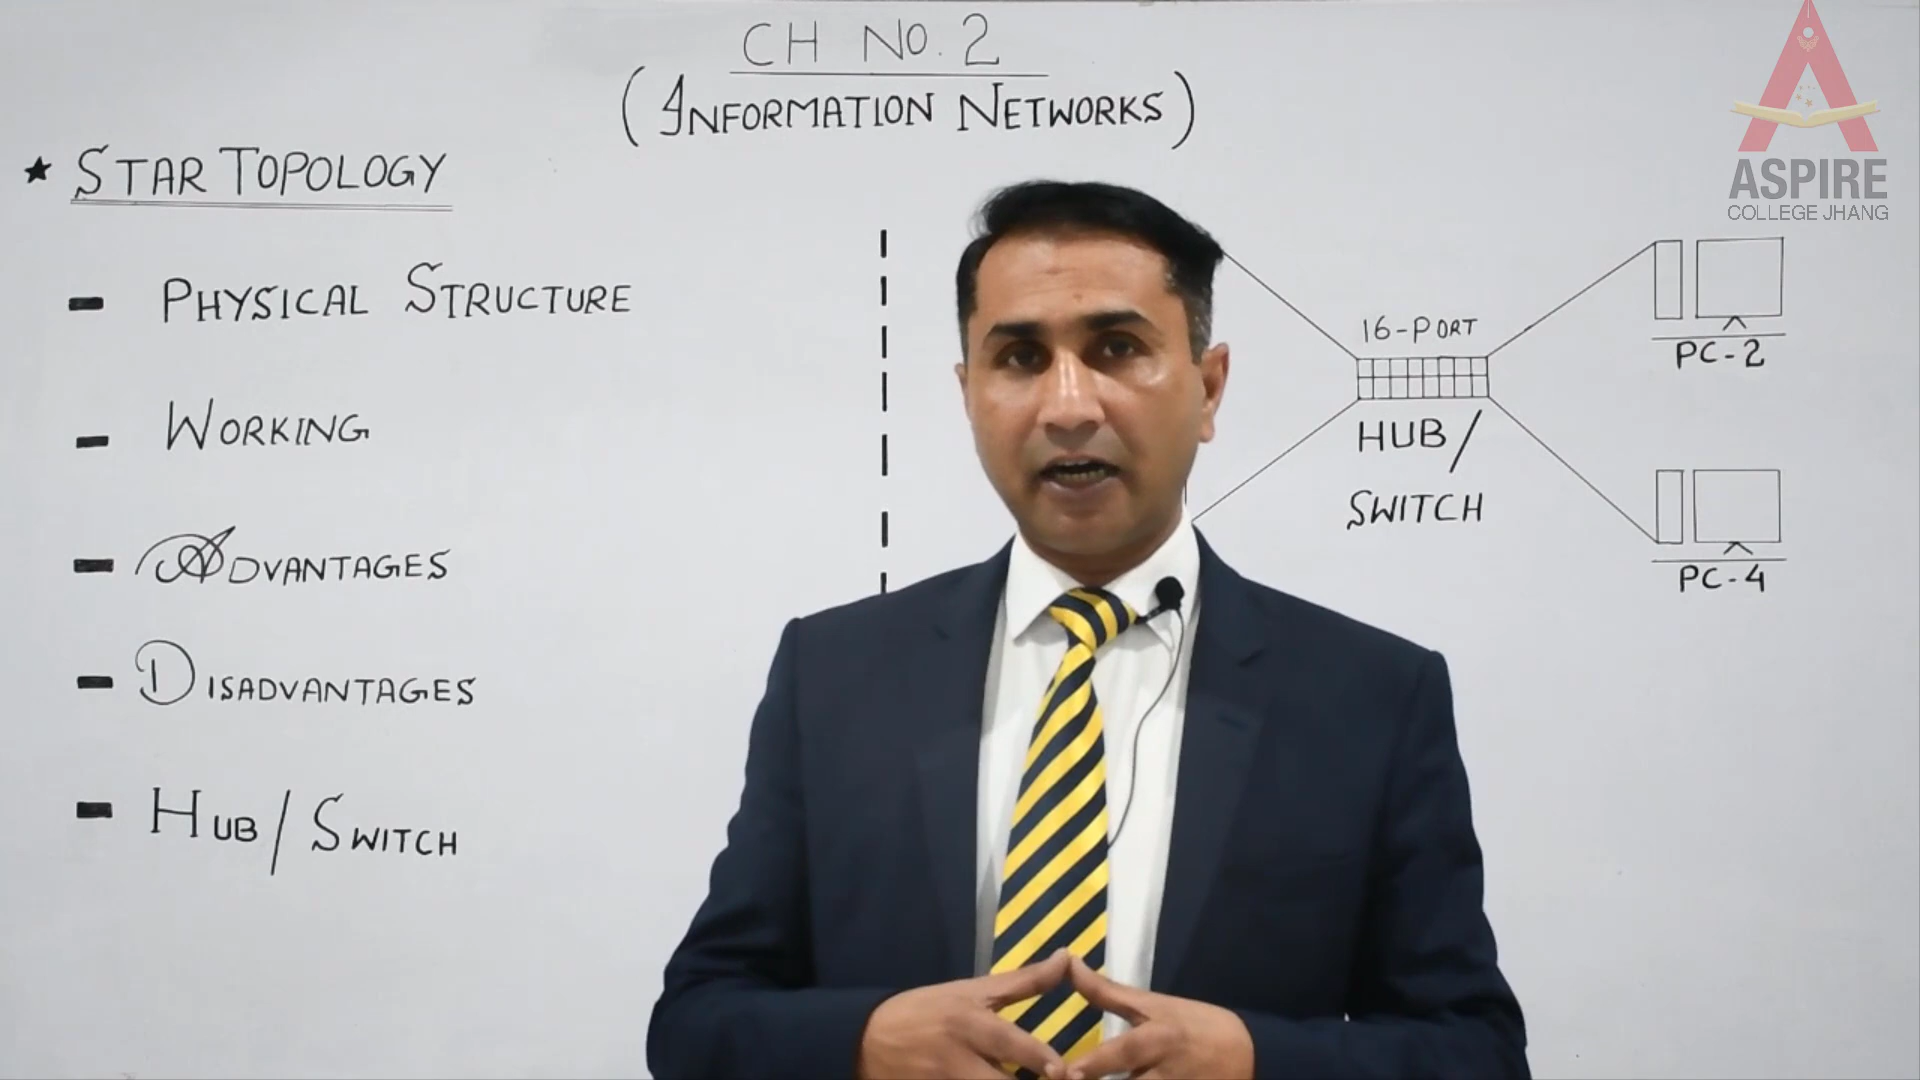 CH NO. 2
(INFORMATION NETWORKS)
★ STAR TOPOLOGY
- PHYSICAL STRUCTURE
- WORKING
- ADVANTAGES
- DISADVANTAGES
- HUB/SWITCH
16-PORT
HUB/
SWITCH
PC-2
PC-4
ASPIRE
COLLEGE JHANG